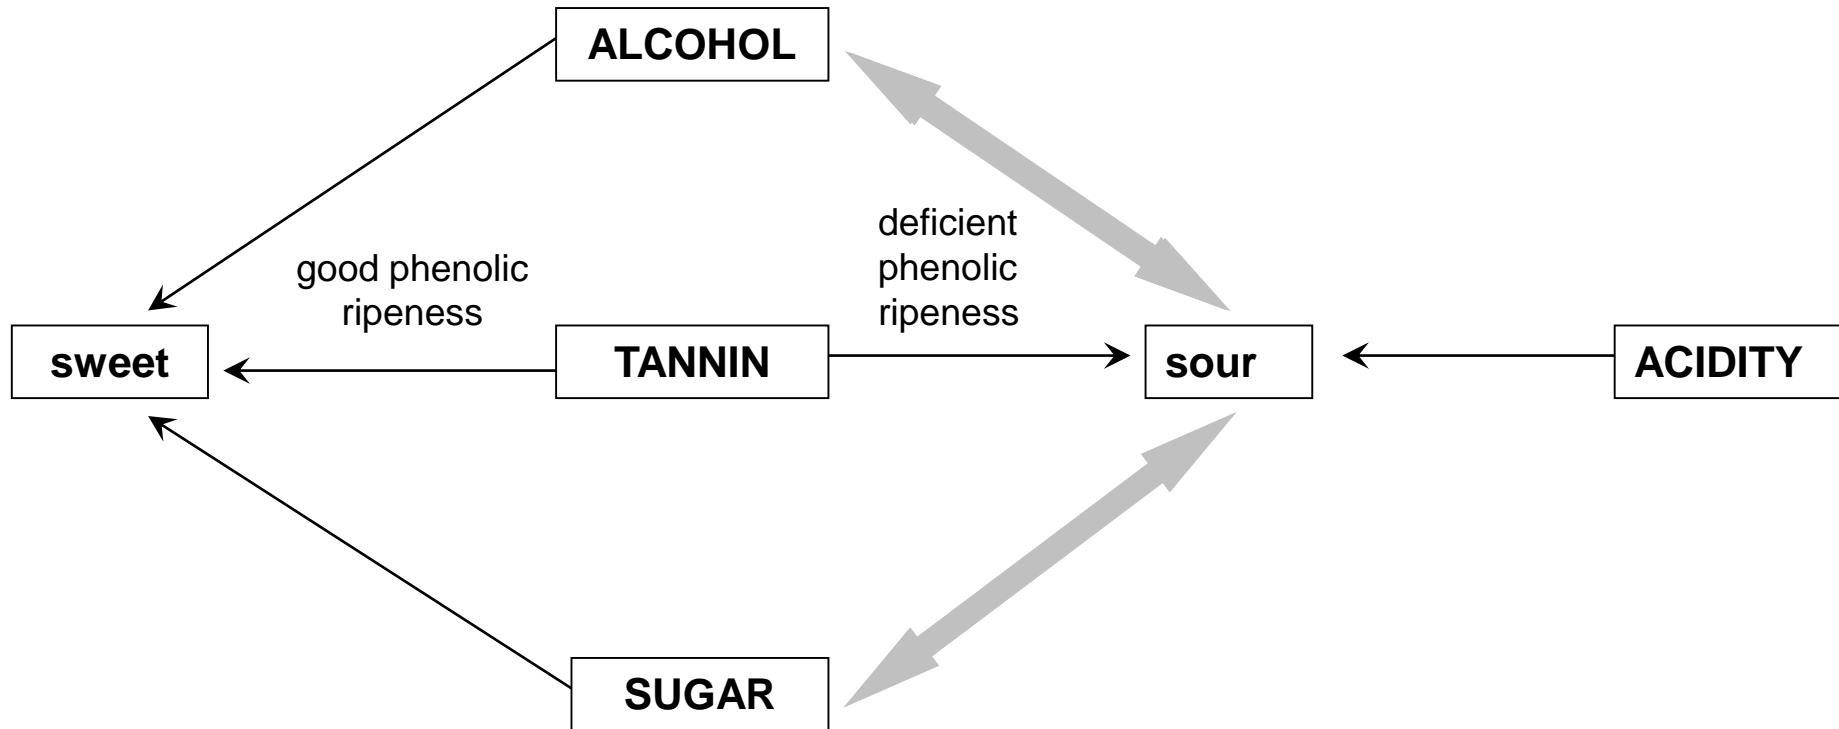 ALCOHOL
good phenolic
ripeness
deficient
phenolic
ripeness
sweet
TANNIN
sour
ACIDITY
SUGAR